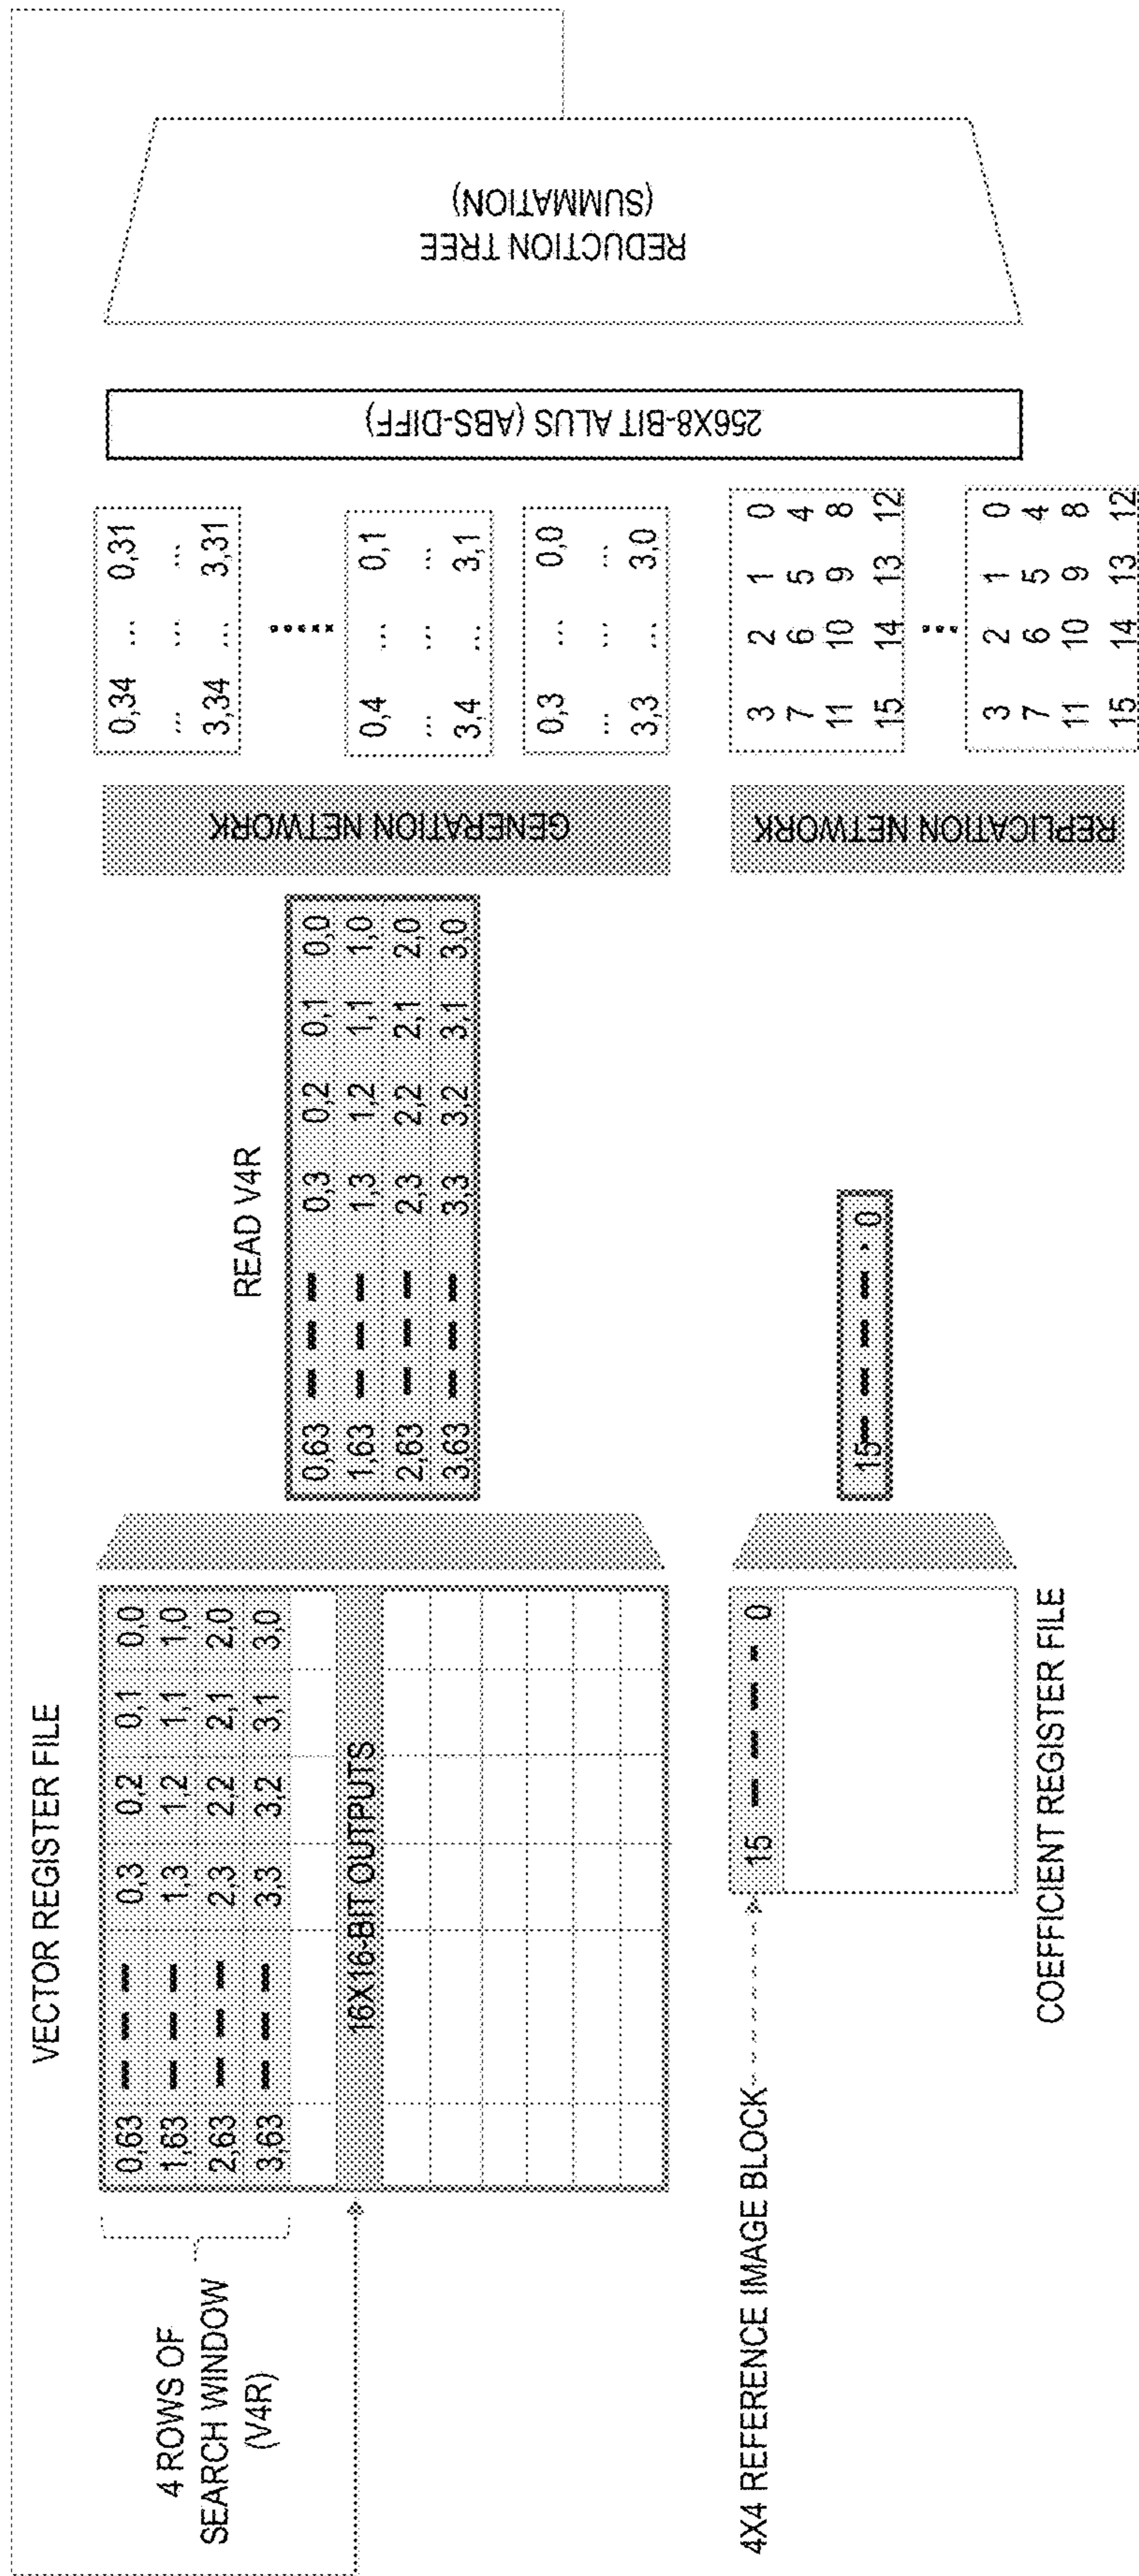 VECTOR REGISTER FILE
4 ROWS OF
SEARCH WINDOW
(V4R)
0,63 0,3 0,2 0,1 0,0
1,63 1,3 1,2 1,1 1,0
2,63 2,3 2,2 2,1 2,0
3,63 3,3 3,2 3,1 3,0
16X16-BIT OUTPUTS
READ V4R
0,63 0,3 0,2 0,1 0,0
1,63 1,3 1,2 1,1 1,0
2,63 2,3 2,2 2,1 2,0
3,63 3,3 3,2 3,1 3,0
GENERATION NETWORK
0,34 ... 0,31
... ... ...
3,34 ... 3,31
0,4 ... 0,1
... ... ...
3,4 ... 3,1
0,3 ... 0,0
... ... ...
3,3 ... 3,0
256X8-BIT ALUS (ABS-DIFF)
REDUCTION TREE
(SUMMATION)
4X4 REFERENCE IMAGE BLOCK
15 0
COEFFICIENT REGISTER FILE
15 0
REPLICATION NETWORK
3 2 1 0
7 6 5 4
11 10 9 8
15 14 13 12
3 2 1 0
7 6 5 4
11 10 9 8
15 14 13 12